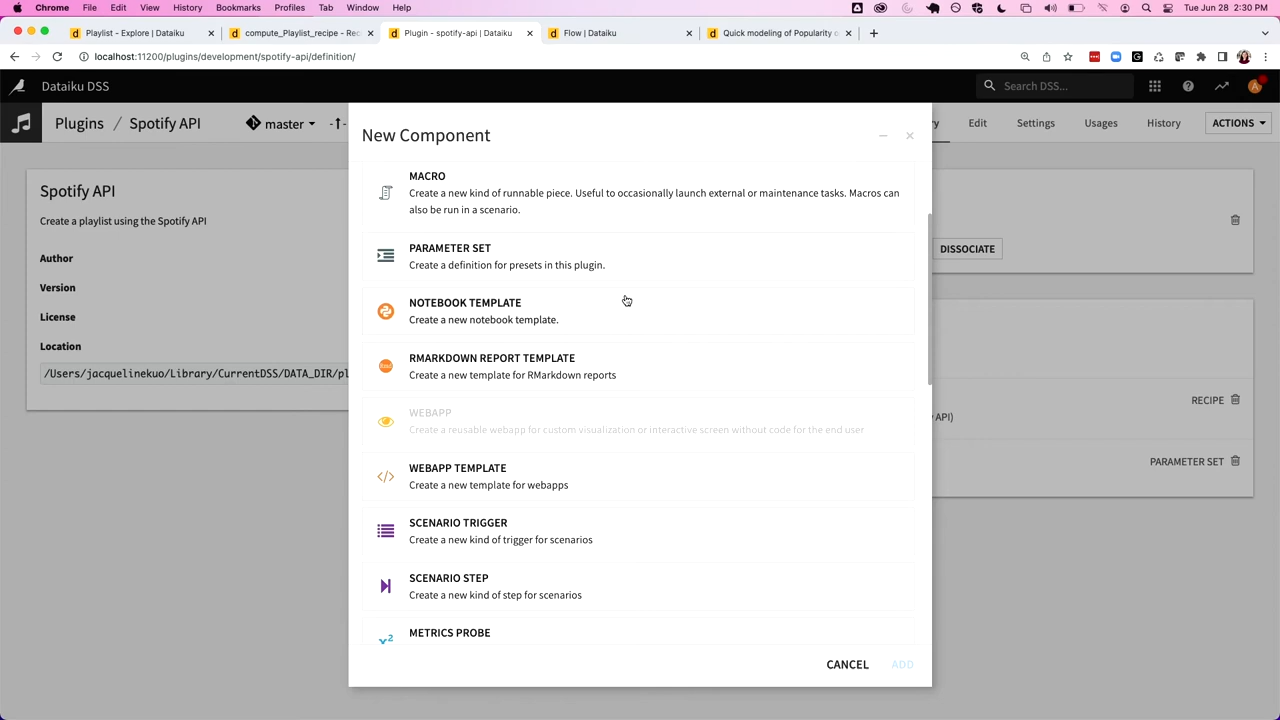 Chrome File Edit View History Bookmarks Profiles Tab Window Help Tue Jun 28 2:30 PM
Playlist - Explore | Dataiku compute_Playlist_recipe - Rec Plugin - spotify-api | Dataiku Flow | Dataiku Quick modeling of Popularity o
localhost:11200/plugins/development/spotify-api/definition/
Dataiku DSS Search DSS...
Plugins / Spotify API master Edit Settings Usages History ACTIONS
New Component
Spotify API
Create a playlist using the Spotify API
Author
Version
License
Location
/Users/jacquelinekuo/Library/CurrentDSS/DATA_DIR/pl
MACRO
Create a new kind of runnable piece. Useful to occasionally launch external or maintenance tasks. Macros can
also be run in a scenario.
PARAMETER SET
Create a definition for presets in this plugin.
NOTEBOOK TEMPLATE
Create a new notebook template.
Rmd
RMARKDOWN REPORT TEMPLATE
Create a new template for RMarkdown reports
WEBAPP
Create a reusable webapp for custom visualization or interactive screen without code for the end user
WEBAPP TEMPLATE
Create a new template for webapps
SCENARIO TRIGGER
Create a new kind of trigger for scenarios
SCENARIO STEP
Create a new kind of step for scenarios
x²
METRICS PROBE
CANCEL ADD
DISSOCIATE
RECIPE
API)
PARAMETER SET